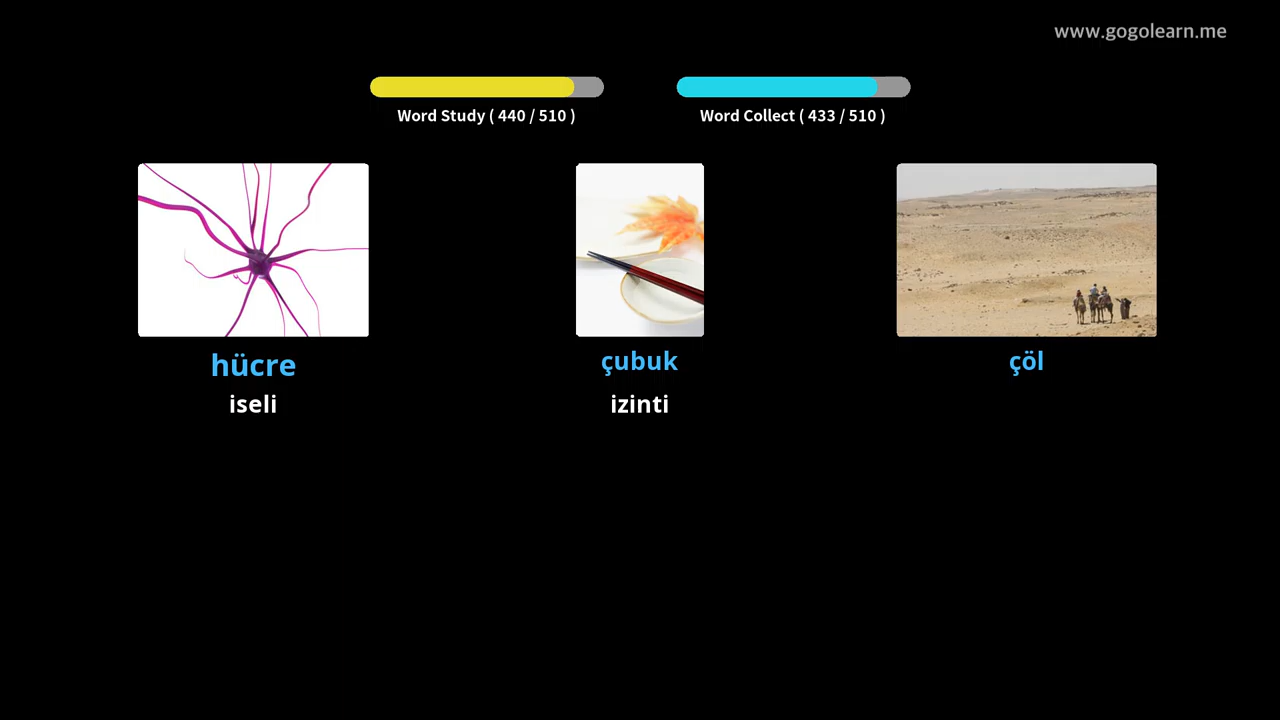 www.gogolearn.me
Word Study ( 440 / 510 )
Word Collect ( 433 / 510 )
hücre
çubuk
çöl
iseli
izinti